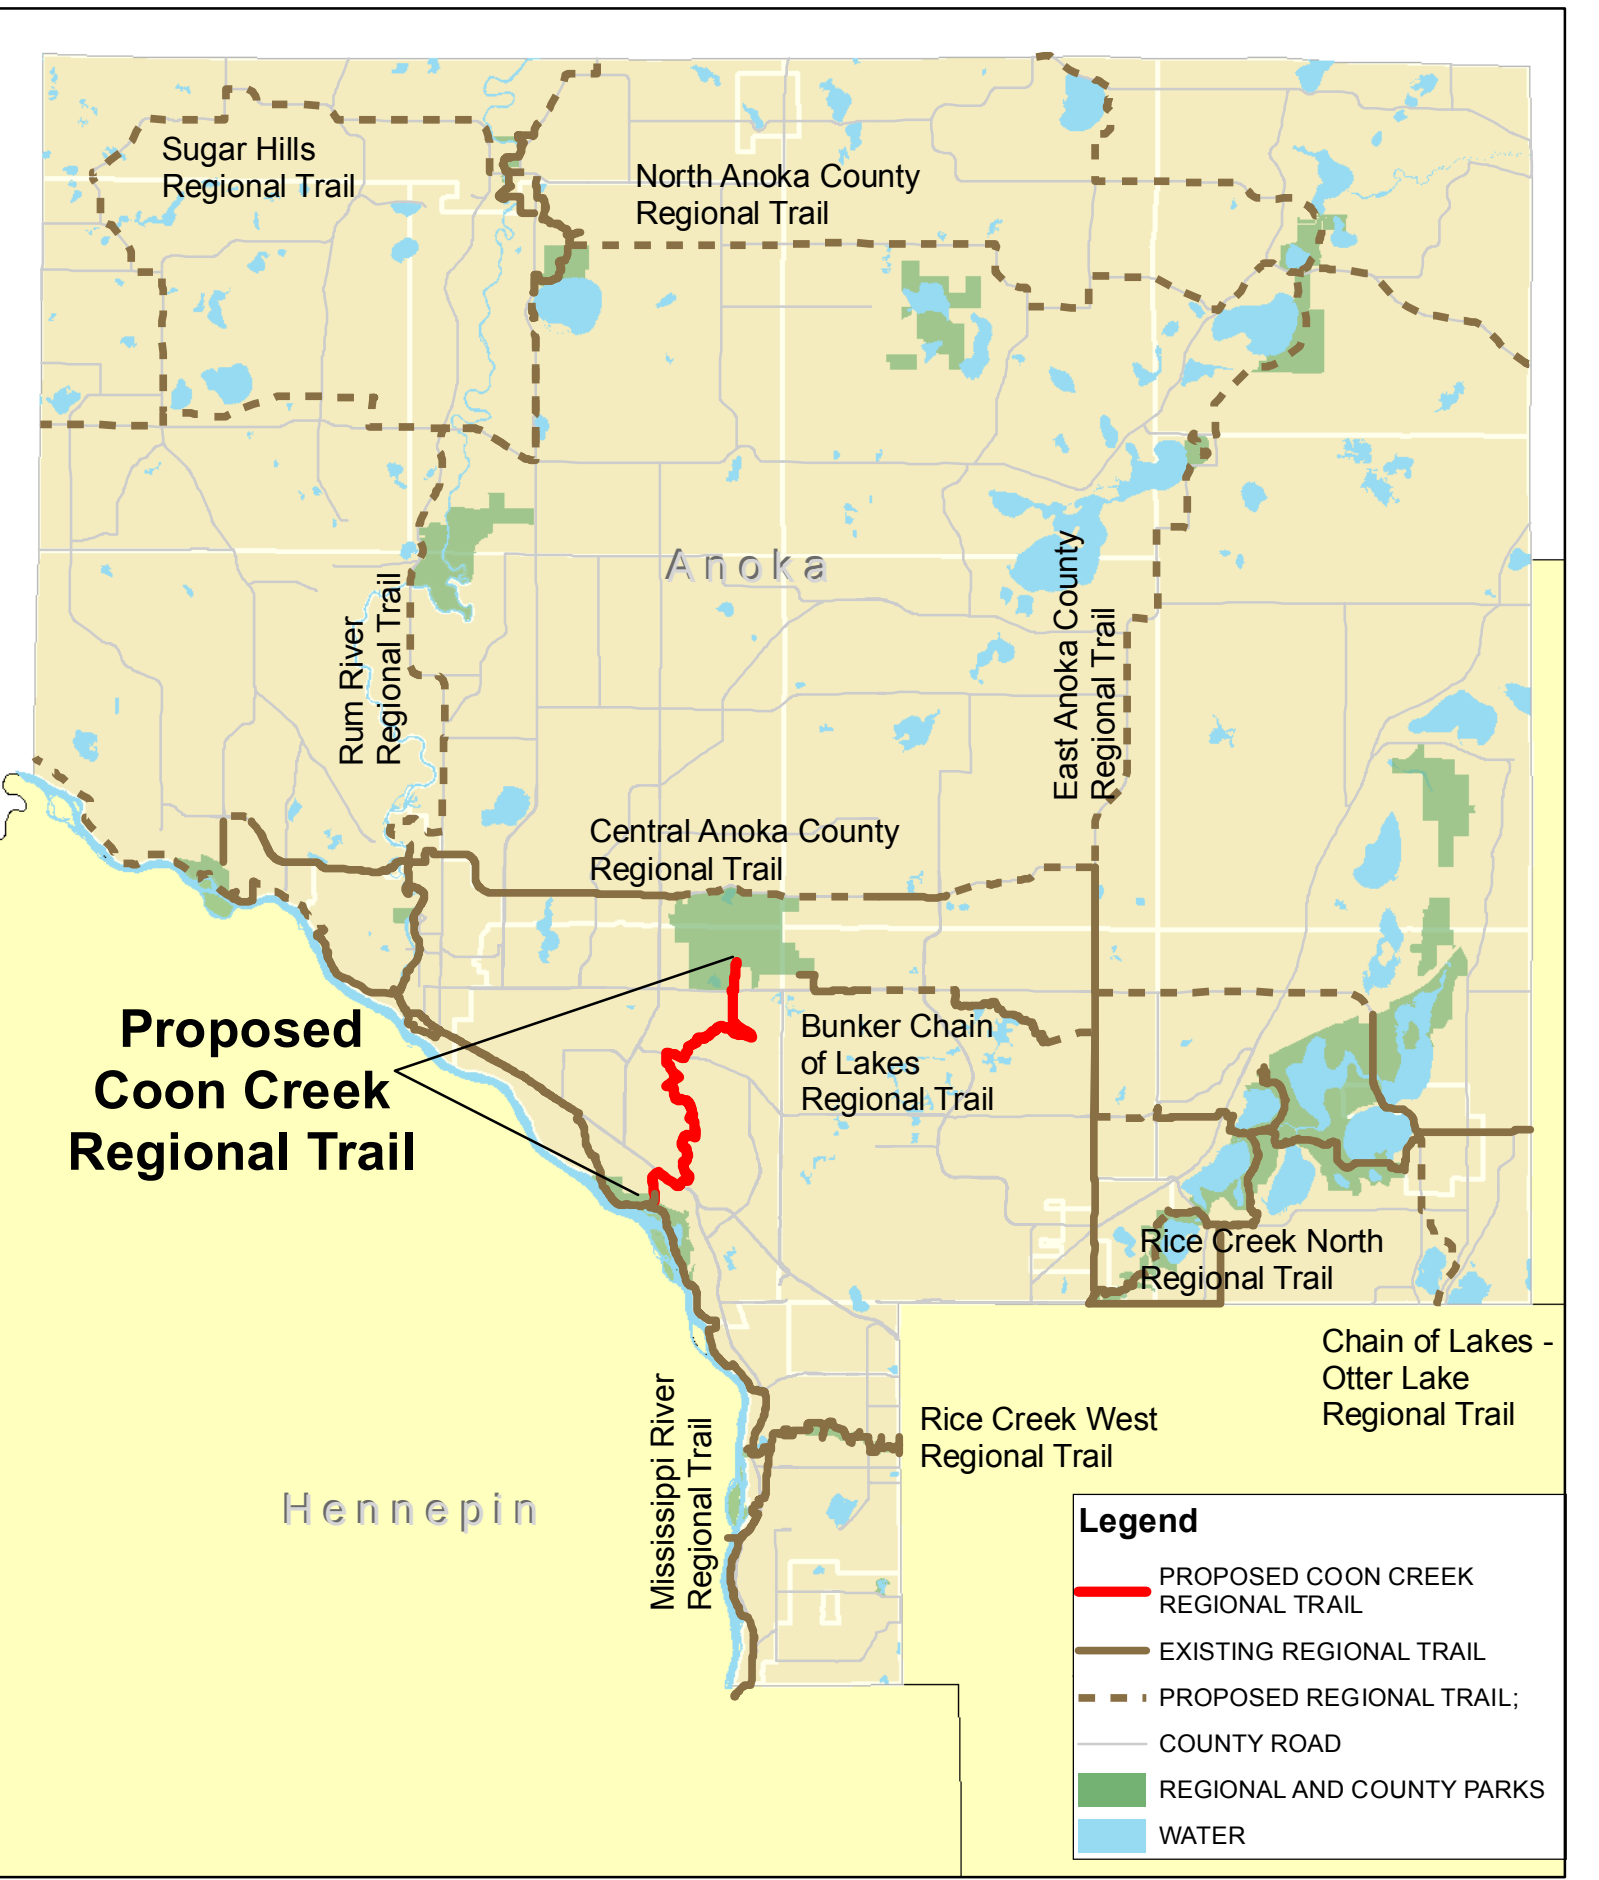 Sugar Hills
Regional Trail
North Anoka County
Regional Trail
Anoka
Rum River
Regional Trail
East Anoka County
Regional Trail
Central Anoka County
Regional Trail
Proposed
Coon Creek
Regional Trail
Bunker Chain
of Lakes
Regional Trail
Rice Creek North
Regional Trail
Chain of Lakes -
Otter Lake
Regional Trail
Mississippi River
Regional Trail
Rice Creek West
Regional Trail
Hennepin
Legend
PROPOSED COON CREEK
REGIONAL TRAIL
EXISTING REGIONAL TRAIL
PROPOSED REGIONAL TRAIL;
COUNTY ROAD
REGIONAL AND COUNTY PARKS
WATER